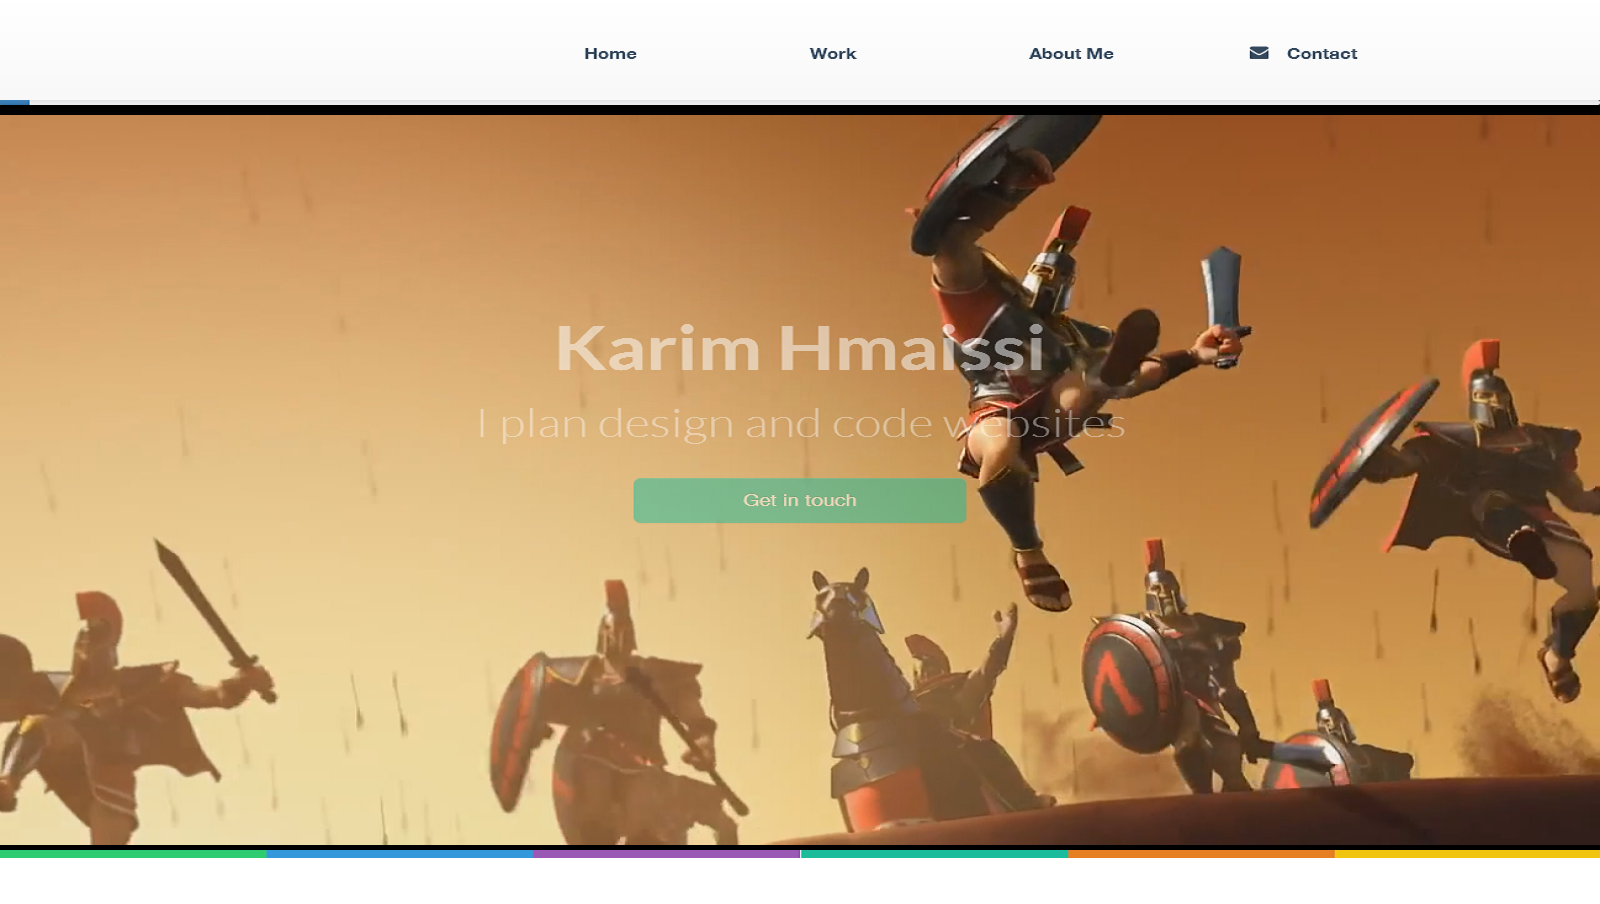 Home
Work
About Me
Contact
Karim Hmaissi
I plan design and code websites
Get in touch